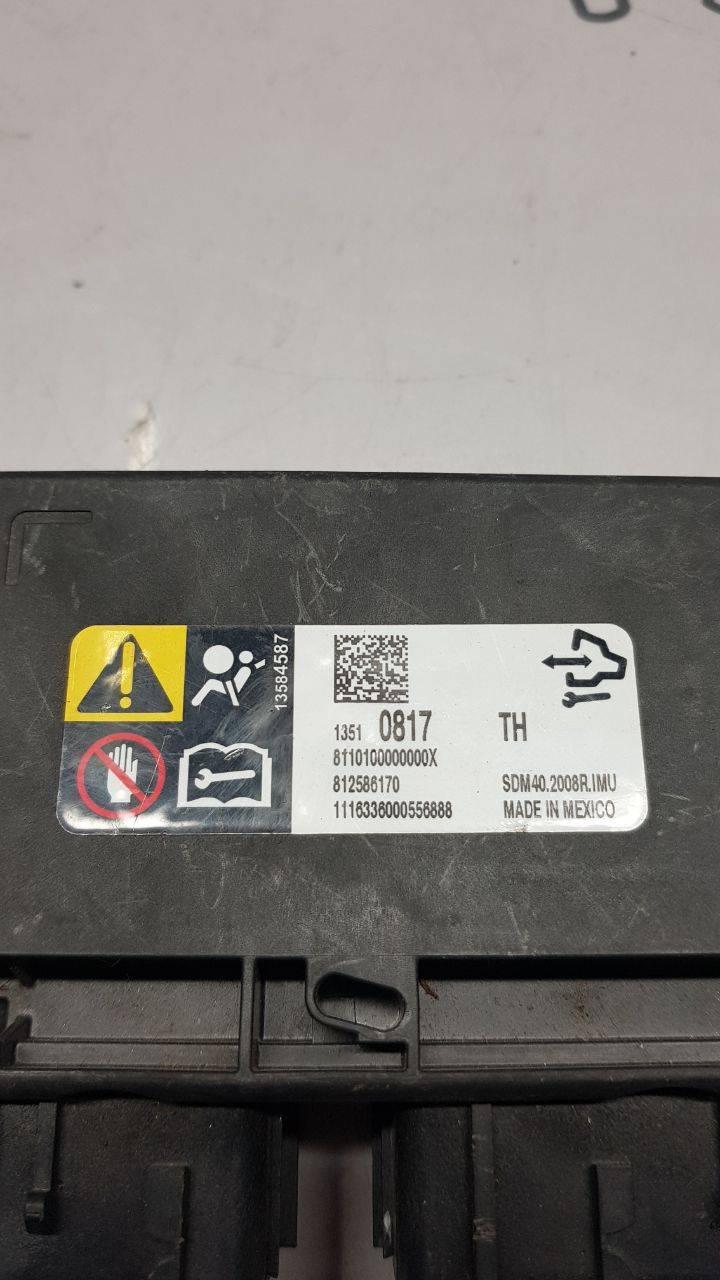 13584587
1351 0817 TH
8110100000000X
812586170 SDM40.2008R.IMU
1116336000556888 MADE IN MEXICO